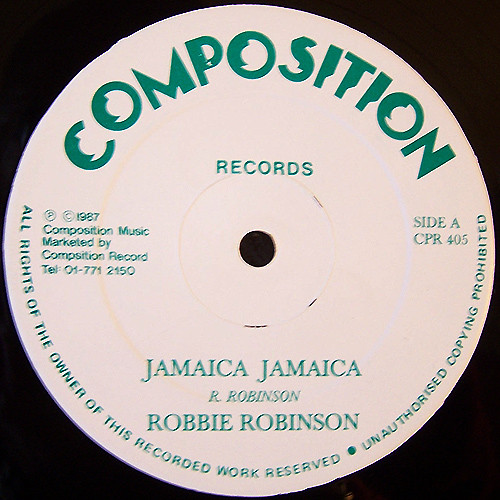 COMPOSITION
RECORDS
℗ ©1987
Composition Music
Marketed by
Compsition Record
Tel: 01-771 2150
SIDE A
CPR 405
JAMAICA JAMAICA
R. ROBINSON
ROBBIE ROBINSON
ALL RIGHTS OF THE OWNER OF THIS RECORDED WORK RESERVED ● UNAUTHORISED COPYING PROHIBITED